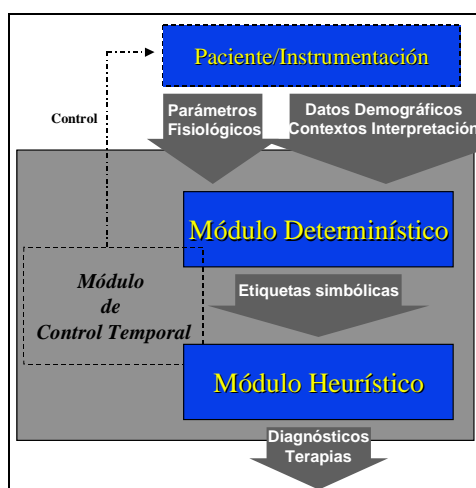 Paciente/Instrumentación
Control
Parámetros
Fisiológicos
Datos Demográficos
Contextos Interpretación
Módulo Determinístico
Módulo
de
Control Temporal
Etiquetas simbólicas
Módulo Heurístico
Diagnósticos
Terapias